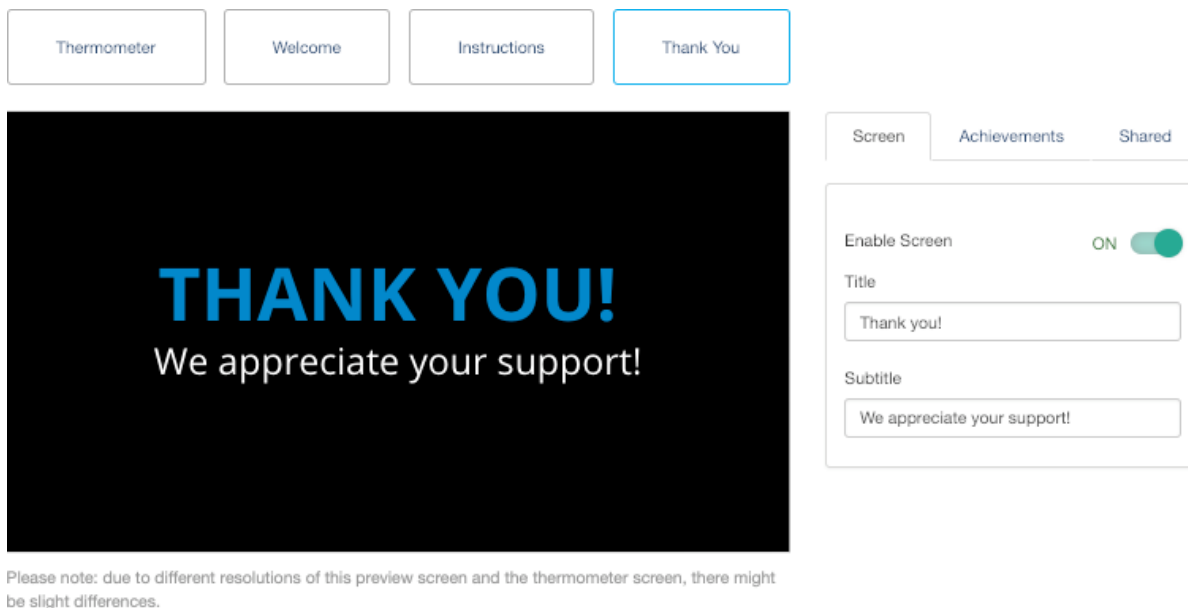 Thermometer
Welcome
Instructions
Thank You
THANK YOU!
We appreciate your support!
Please note: due to different resolutions of this preview screen and the thermometer screen, there might
be slight differences.
Screen
Achievements
Shared
Enable Screen
ON
Title
Thank you!
Subtitle
We appreciate your support!